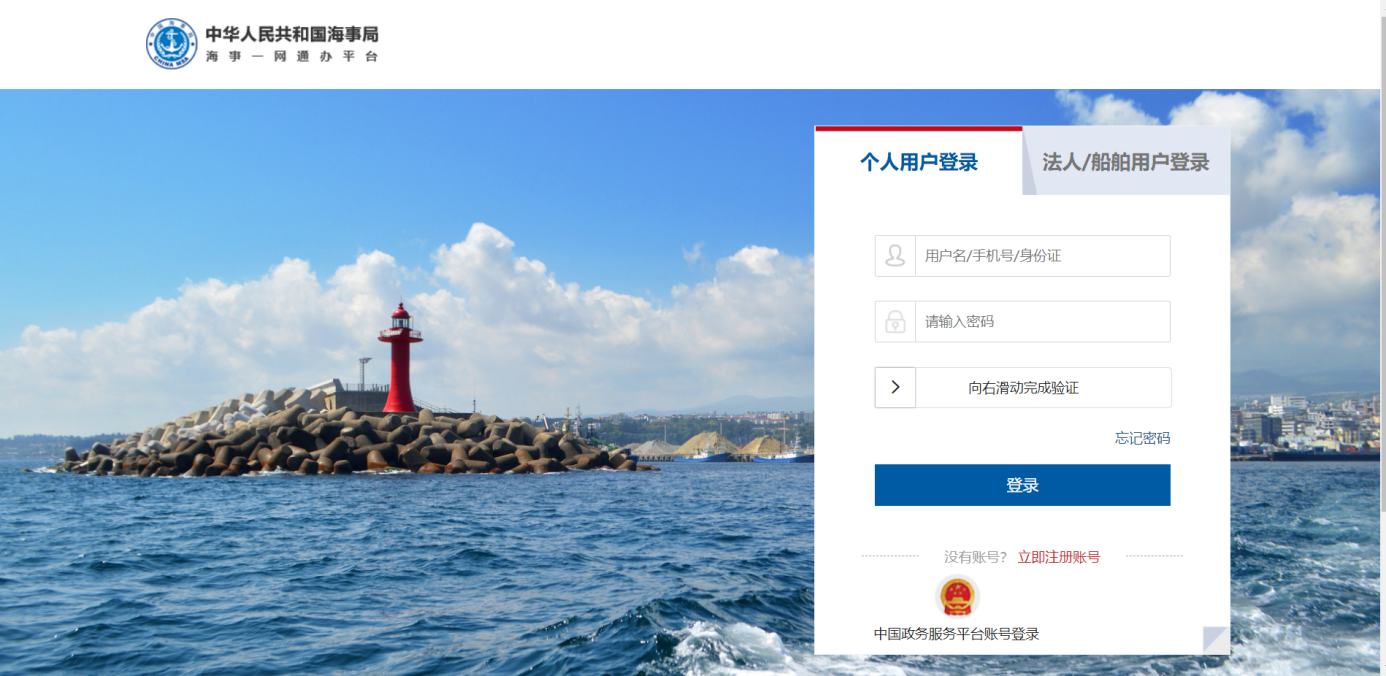 中华人民共和国海事局
海事一网通办平台
CHINA MSA
个人用户登录
法人/船舶用户登录
用户名/手机号/身份证
请输入密码
向右滑动完成验证
忘记密码
登录
没有账号? 立即注册账号
中国政务服务平台账号登录